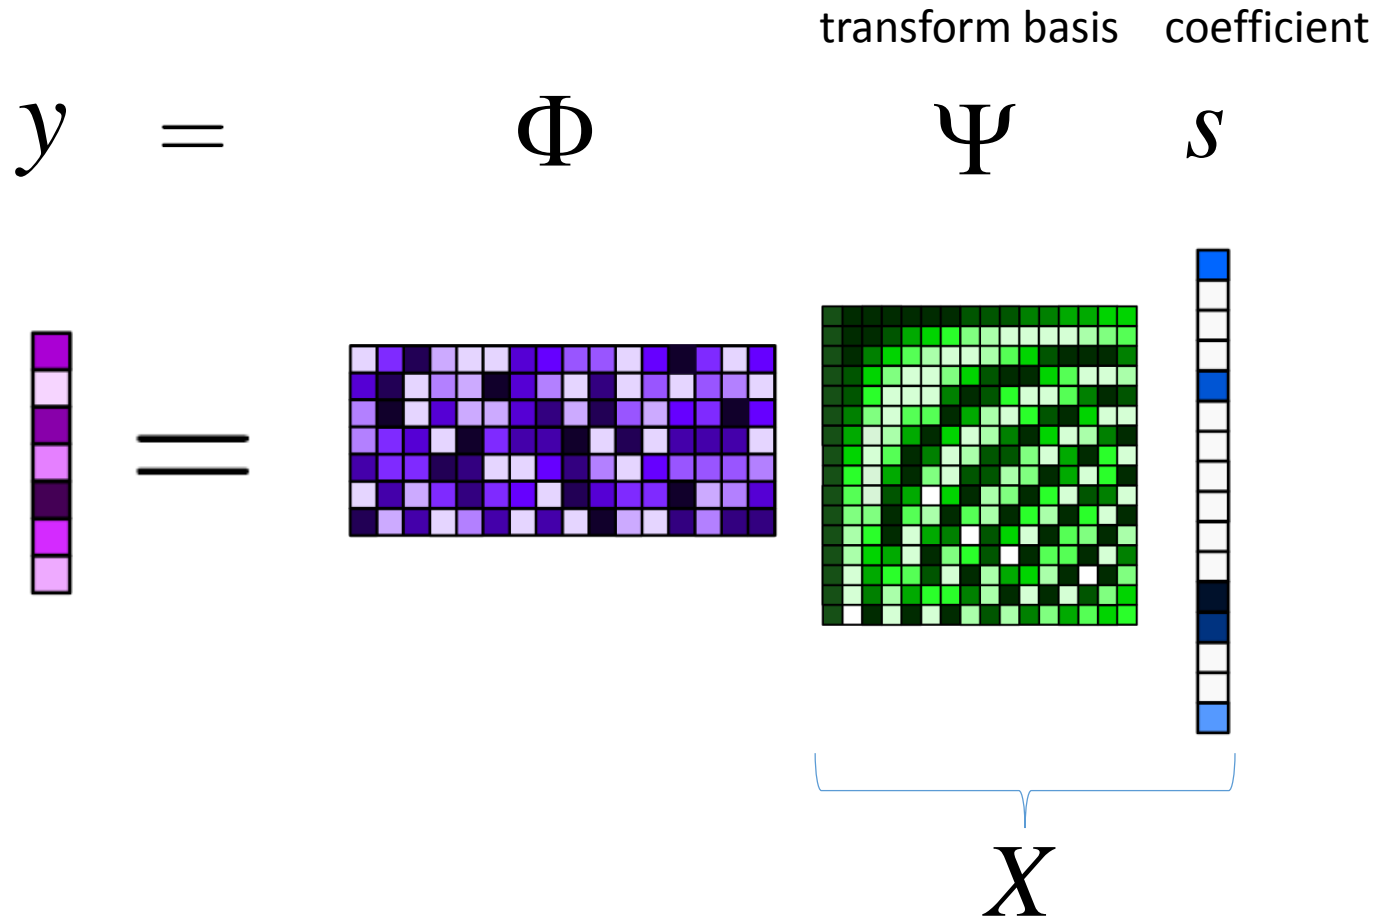 transform basis coefficient
y = Φ Ψ s
=
X